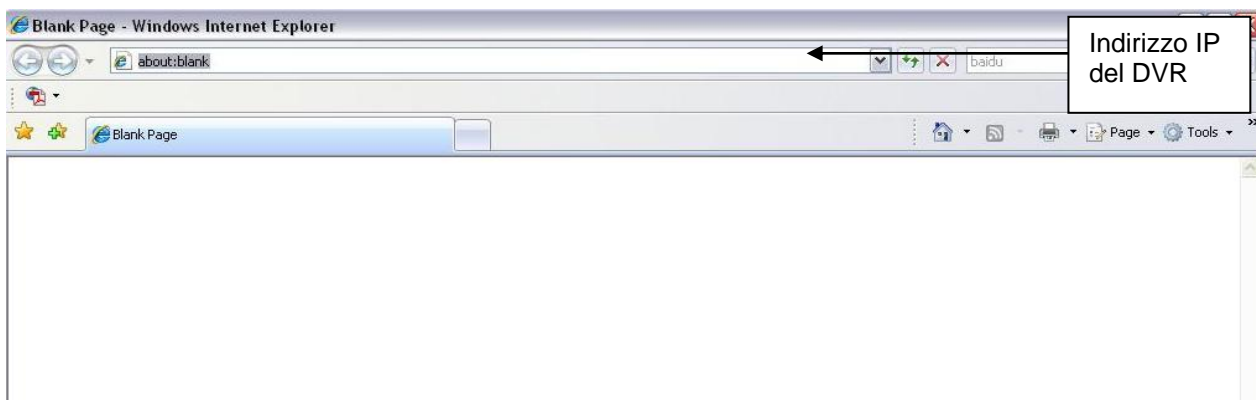 Blank Page - Windows Internet Explorer
about:blank
baidu
Indirizzo IP
del DVR
Blank Page
Page
Tools